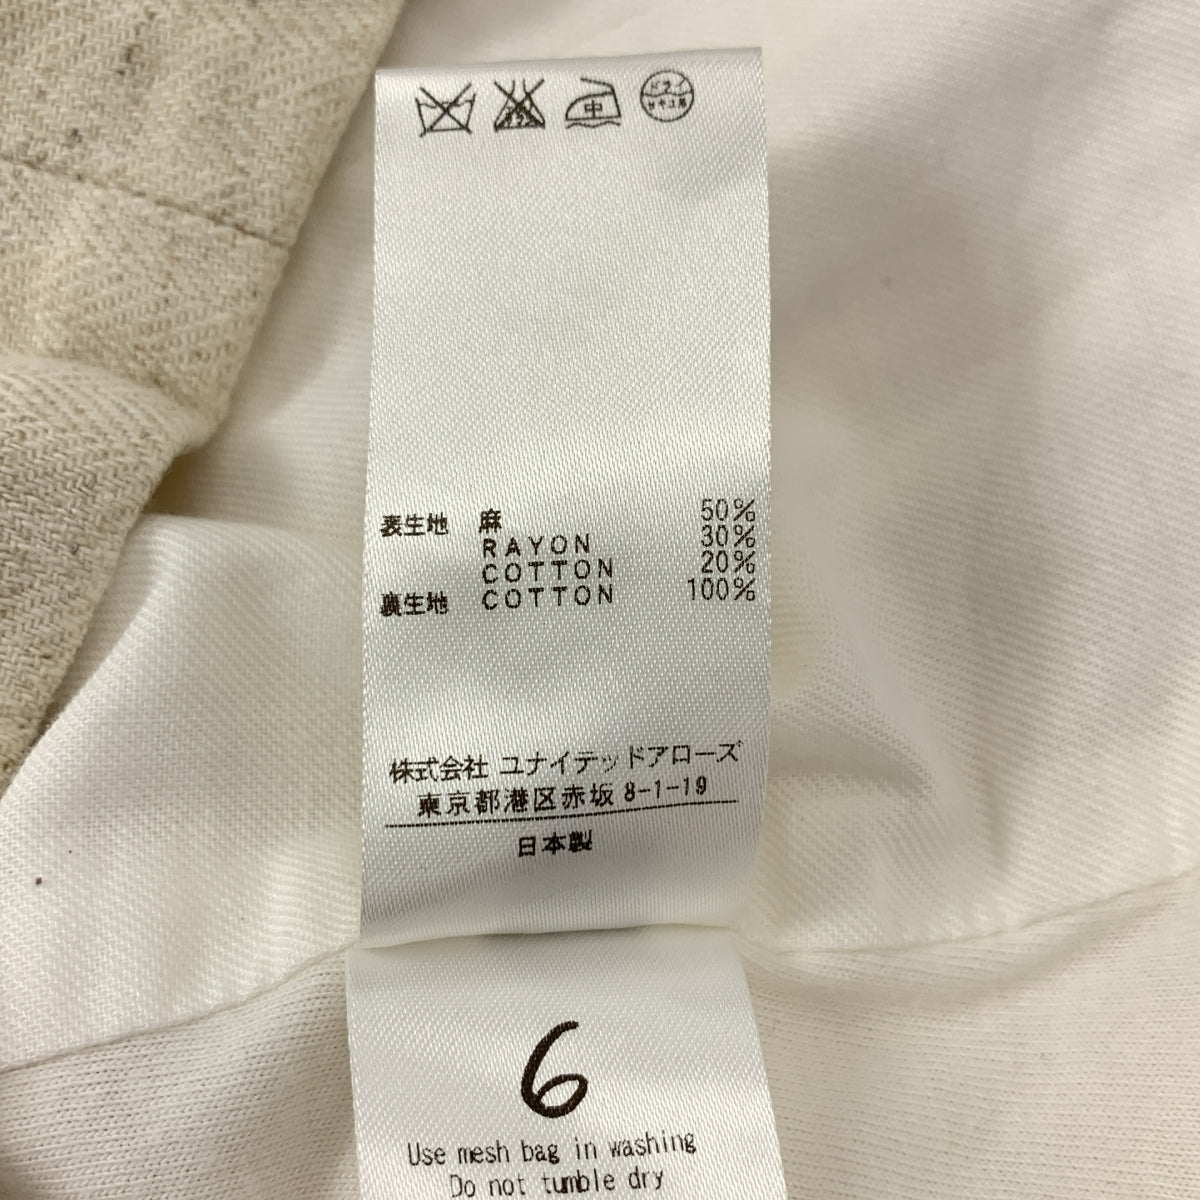 中
ドライ
セキユ系
表生地 麻 50%
RAYON 30%
COTTON 20%
裏生地 COTTON 100%
株式会社 ユナイテッドアローズ
東京都港区赤坂 8-1-19
日本製
6
Use mesh bag in washing
Do not tumble dry